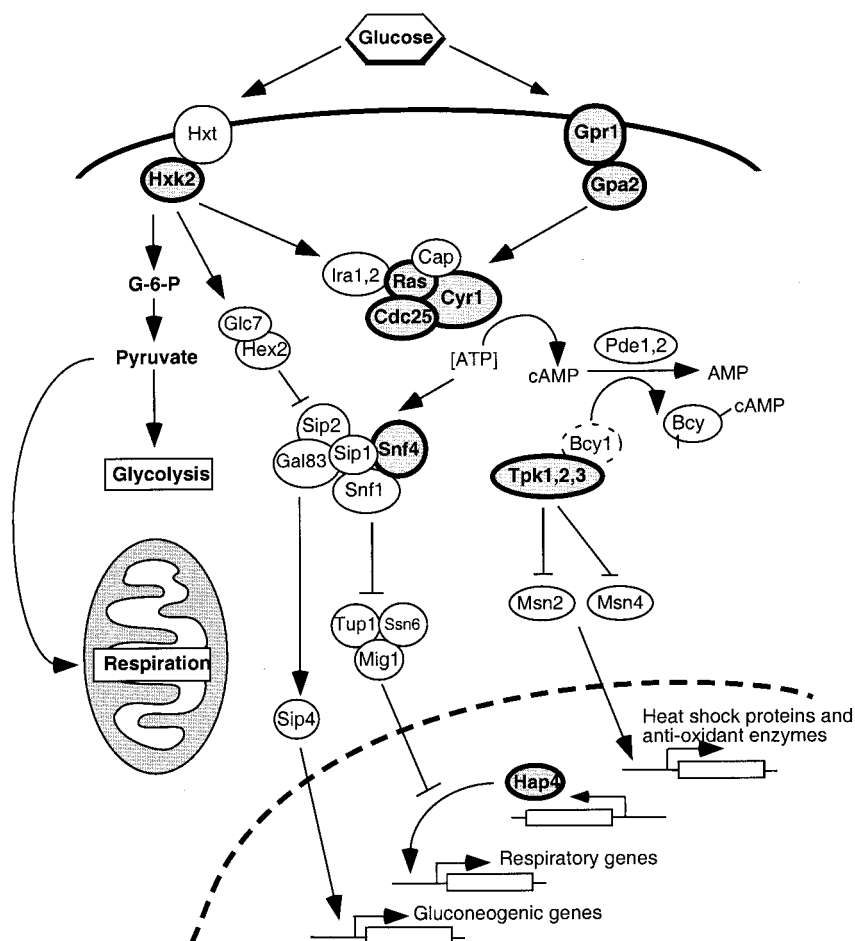 Glucose
Hxt
Gpr1
Hxk2
Gpa2
Cap
Ira1,2
Ras
Cyr1
G-6-P
Cdc25
Glc7
Hex2
Pde1,2
Pyruvate
[ATP]
cAMP
AMP
cAMP
Bcy
Sip2
Bcy1
Sip1
Snf4
Gal83
Glycolysis
Tpk1,2,3
Snf1
Msn2
Msn4
Tup1
Ssn6
Mig1
Respiration
Sip4
Heat shock proteins and
anti-oxidant enzymes
Hap4
Respiratory genes
Gluconeogenic genes